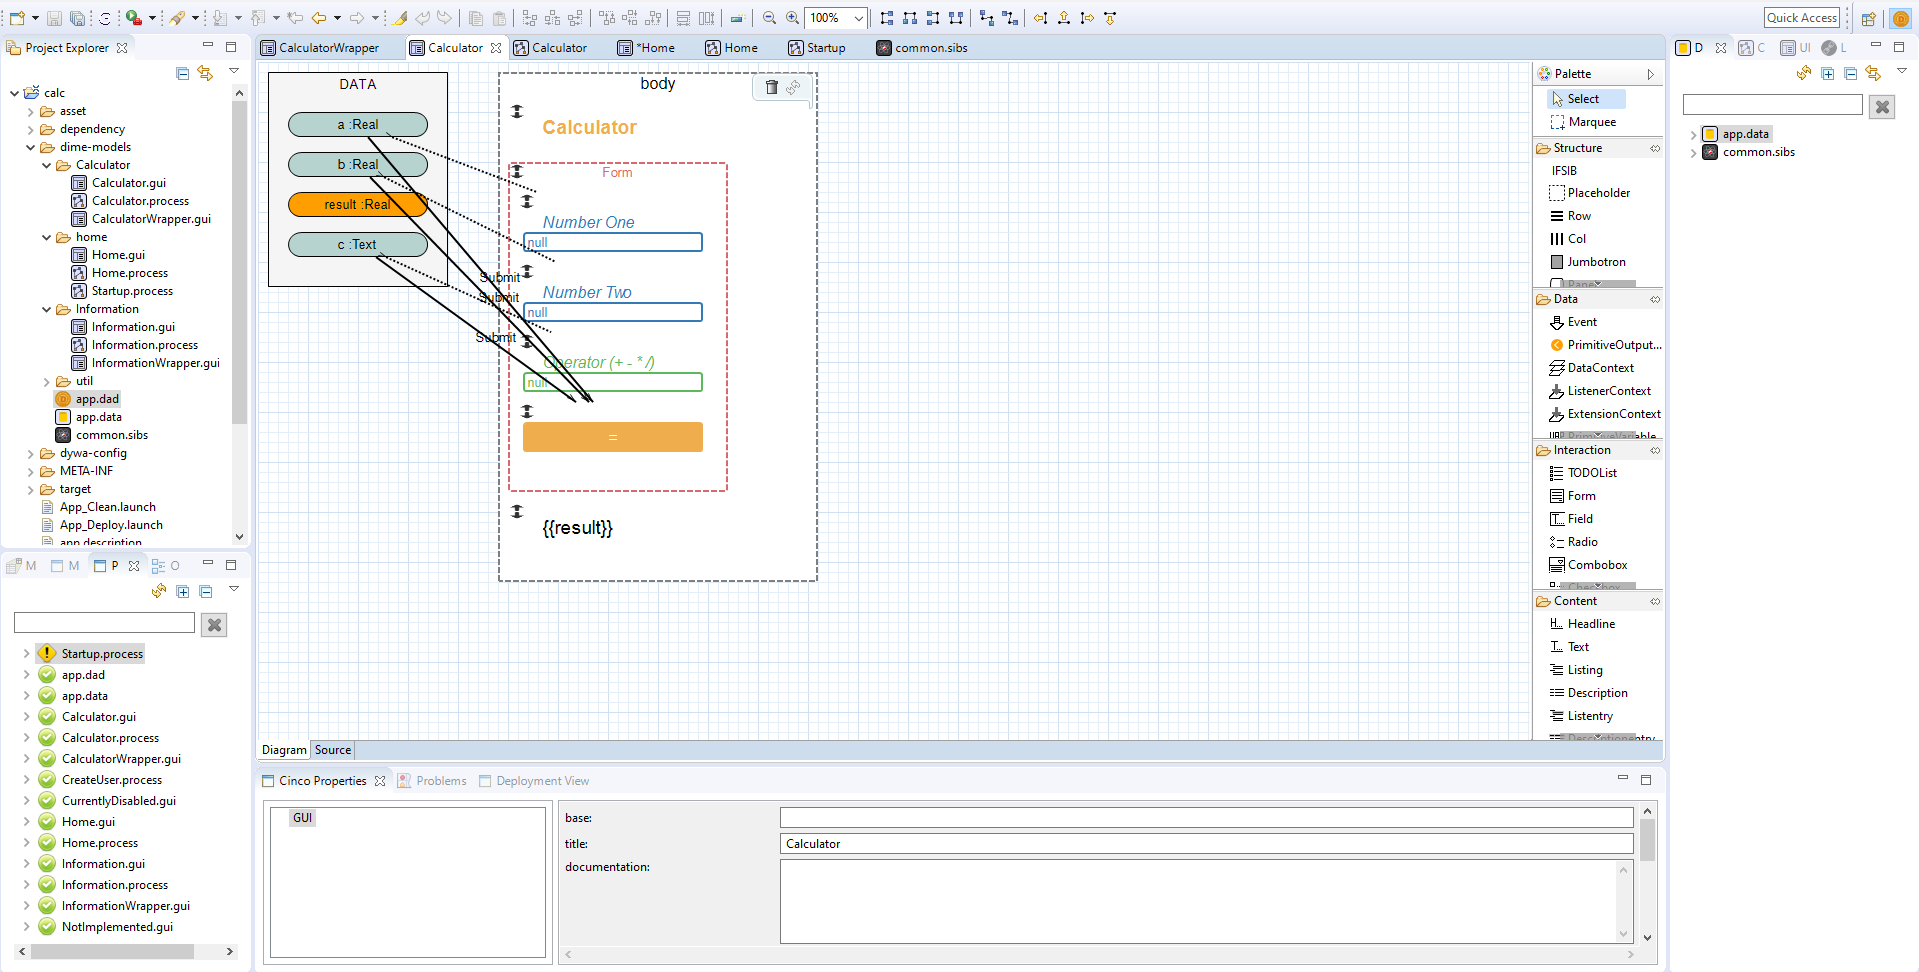 100%
Quick Access
Project Explorer
calc
asset
dependency
dime-models
Calculator
Calculator.gui
Calculator.process
CalculatorWrapper.gui
home
Home.gui
Home.process
Startup.process
Information
Information.gui
Information.process
InformationWrapper.gui
util
app.dad
app.data
common.sibs
dywa-config
META-INF
target
App_Clean.launch
App_Deploy.launch
app.description
M
M
P
O
Startup.process
app.dad
app.data
Calculator.gui
Calculator.process
CalculatorWrapper.gui
CreateUser.process
CurrentlyDisabled.gui
Home.gui
Home.process
Information.gui
Information.process
InformationWrapper.gui
NotImplemented.gui
CalculatorWrapper
Calculator
Calculator
*Home
Home
Startup
common.sibs
DATA
a :Real
b :Real
result :Real
c :Text
body
Calculator
Form
Number One
null
Submit
Submit
Number Two
null
Submit
Operator (+ - * /)
null
=
{{result}}
Diagram
Source
Palette
Select
Marquee
Structure
IFSIB
Placeholder
Row
Col
Jumbotron
Panel
Data
Event
PrimitiveOutput...
DataContext
ListenerContext
ExtensionContext
PrimitiveVariable
Interaction
TODOList
Form
Field
Radio
Combobox
Checkbox
Content
Headline
Text
Listing
Description
Listentry
Descriptionentry
Cinco Properties
Problems
Deployment View
GUI
base:
title:
Calculator
documentation:
D
C
UI
L
app.data
common.sibs